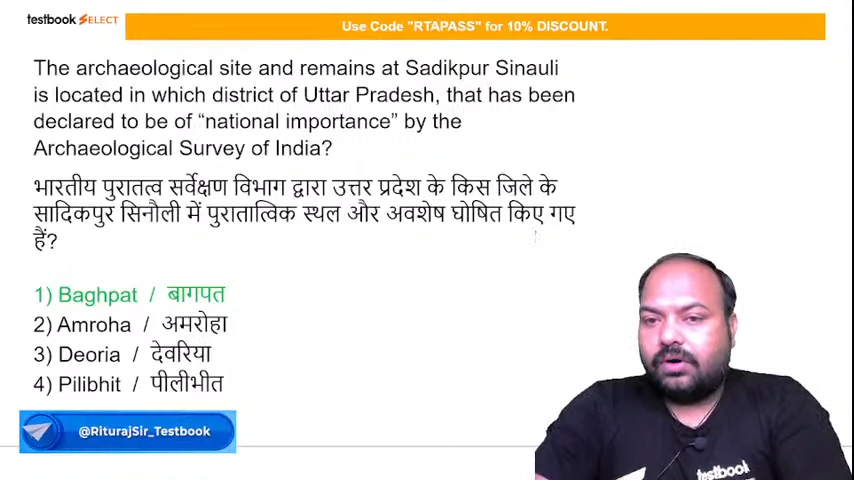 testbook SELECT
Use Code "RTAPASS" for 10% DISCOUNT.
The archaeological site and remains at Sadikpur Sinauli
is located in which district of Uttar Pradesh, that has been
declared to be of “national importance” by the
Archaeological Survey of India?
भारतीय पुरातत्व सर्वेक्षण विभाग द्वारा उत्तर प्रदेश के किस जिले के
सादिकपुर सिनौली में पुरातात्विक स्थल और अवशेष घोषित किए गए
हैं?
1) Baghpat / बागपत
2) Amroha / अमरोहा
3) Deoria / देवरिया
4) Pilibhit / पीलीभीत
@RiturajSir_Testbook
testbook